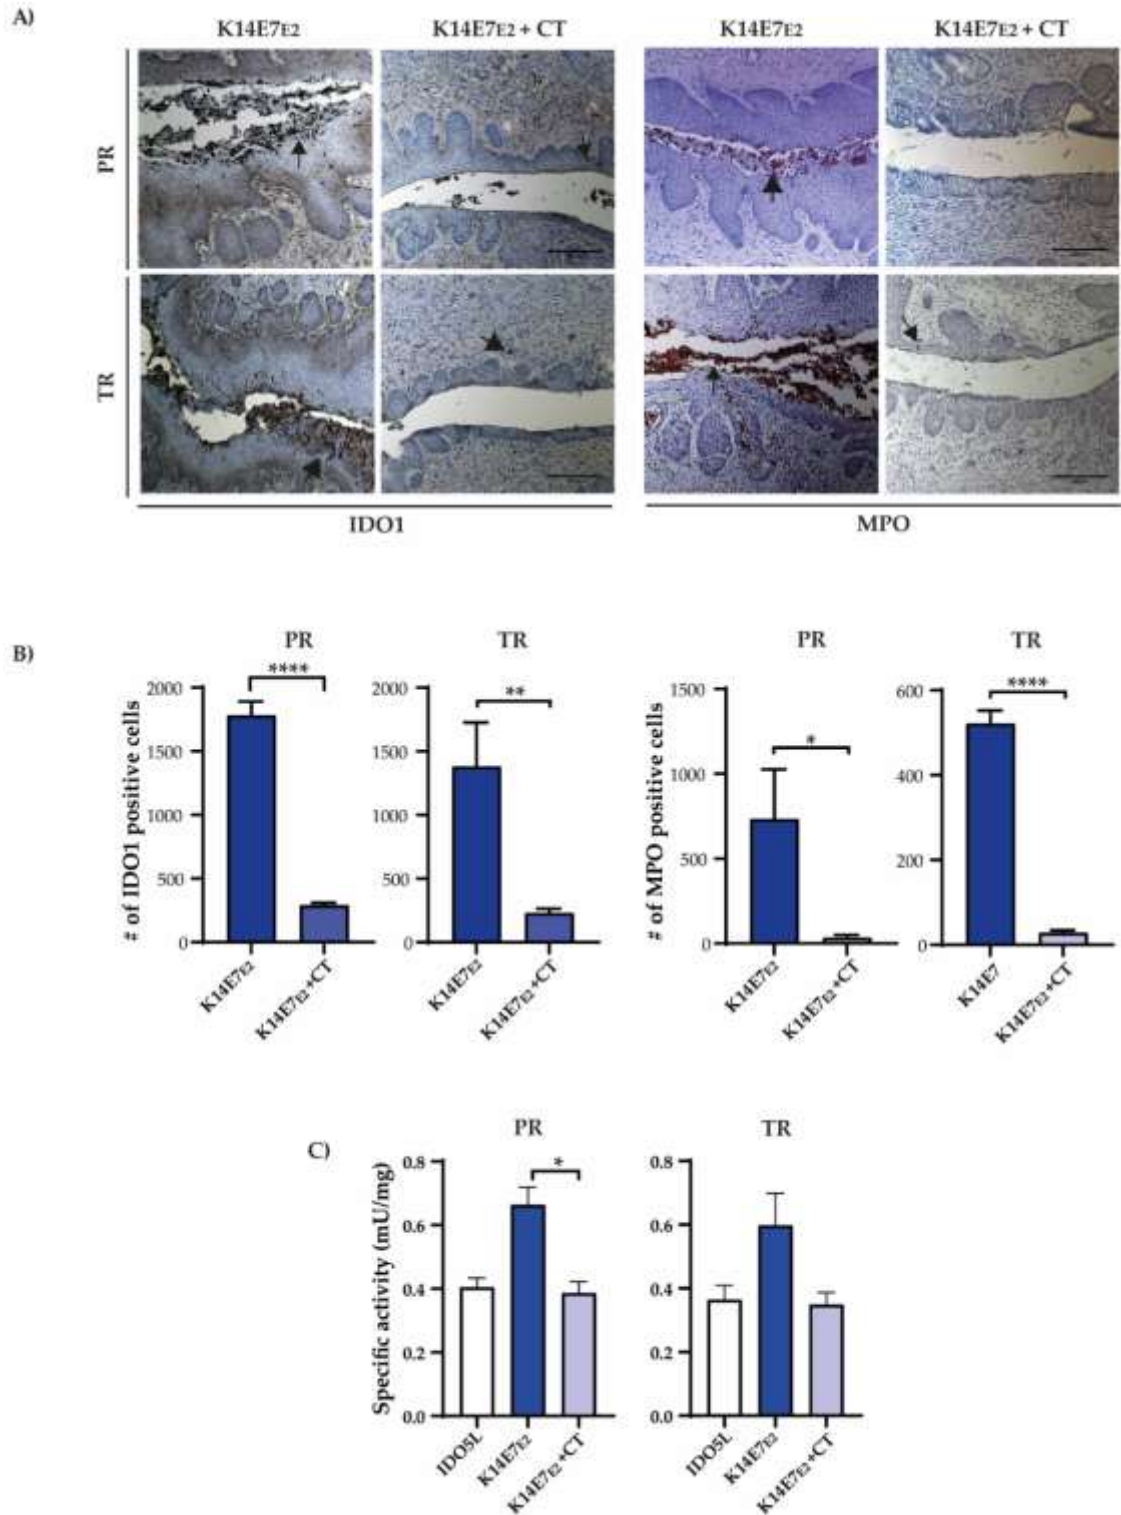 A)
K14E7E2 K14E7E2 + CT K14E7E2 K14E7E2 + CT
PR
TR
IDO1 MPO
B)
PR TR PR TR
# of IDO1 positive cells
2000
1500
1000
500
0
****
K14E7E2
K14E7E2+CT
2000
1500
1000
500
0
**
K14E7E2
K14E7E2+CT
# of MPO positive cells
1500
1000
500
0
*
K14E7E2
K14E7E2+CT
600
400
200
0
****
K14E7
K14E7E2+CT
C)
PR TR
Specific activity (mU/mg)
0.8
0.6
0.4
0.2
0.0
*
IDO5L
K14E7E2
K14E7E2+CT
0.8
0.6
0.4
0.2
0.0
IDO5L
K14E7E2
K14E7E2+CT